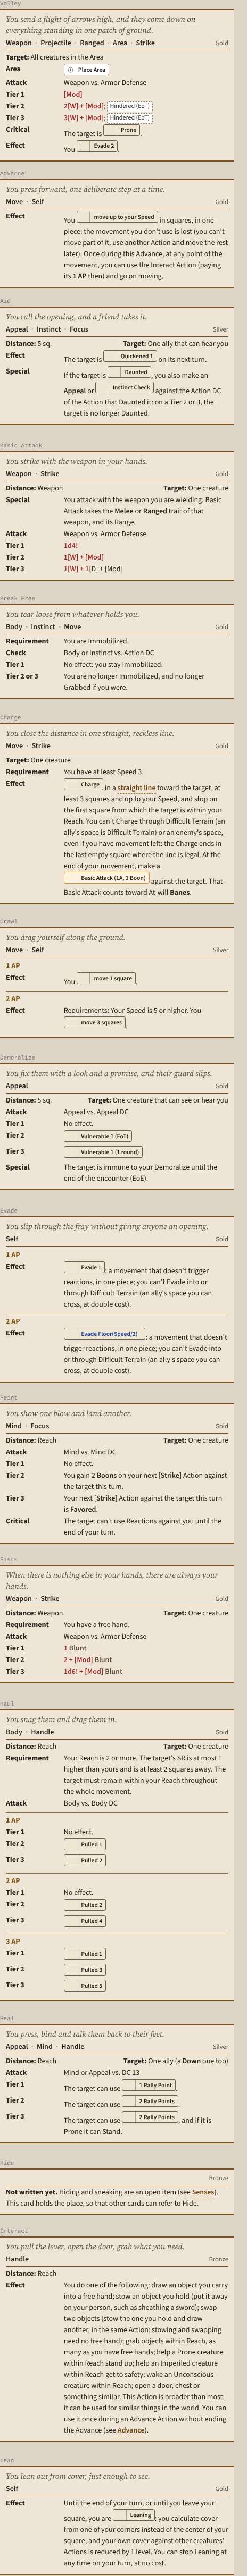 Volley
You send a flight of arrows high, and they come down on
everything standing in one patch of ground.
Weapon · Projectile · Ranged · Area · Strike Gold
Target: All creatures in the Area
Area Place Area
Attack Weapon vs. Armor Defense
Tier 1 [Mod]
Tier 2 2[W] + [Mod]; Hindered (EoT)
Tier 3 3[W] + [Mod]; Hindered (EoT)
Critical The target is Prone.
Effect You Evade 2.
Advance
You press forward, one deliberate step at a time.
Move · Self Gold
Effect You move up to your Speed in squares, in one
piece: the movement you don't use is lost (you can't
move part of it, use another Action and move the rest
later). Once during this Advance, at any point of the
movement, you can use the Interact Action (paying
its 1 AP then) and go on moving.
Aid
You call the opening, and a friend takes it.
Appeal · Instinct · Focus Silver
Distance: 5 sq. Target: One ally that can hear you
Effect The target is Quickened 1 on its next turn.
Special If the target is Daunted, you also make an
Appeal or Instinct Check against the Action DC
of the Action that Daunted it: on a Tier 2 or 3, the
target is no longer Daunted.
Basic Attack
You strike with the weapon in your hands.
Weapon · Strike Gold
Distance: Weapon Target: One creature
Special You attack with the weapon you are wielding. Basic
Attack takes the Melee or Ranged trait of that
weapon, and its Range.
Attack Weapon vs. Armor Defense
Tier 1 1d4!
Tier 2 1[W] + [Mod]
Tier 3 1[W] + 1[D] + [Mod]
Break Free
You tear loose from whatever holds you.
Body · Instinct · Move Gold
Requirement You are Immobilized.
Check Body or Instinct vs. Action DC
Tier 1 No effect: you stay Immobilized.
Tier 2 or 3 You are no longer Immobilized, and no longer
Grabbed if you were.
Charge
You close the distance in one straight, reckless line.
Move · Strike Gold
Target: One creature
Requirement You have at least Speed 3.
Effect Charge in a straight line toward the target, at
least 3 squares and up to your Speed, and stop on
the first square from which the target is within your
Reach. You can't Charge through Difficult Terrain (an
ally's space is Difficult Terrain) or an enemy's space,
even if you have movement left: the Charge ends in
the last empty square where the line is legal. At the
end of your movement, make a
Basic Attack (1A, 1 Boon) against the target. That
Basic Attack counts toward At-will Banes.
Crawl
You drag yourself along the ground.
Move · Self Silver
1 AP
Effect You move 1 square.
2 AP
Effect Requirements: Your Speed is 5 or higher. You
move 3 squares.
Demoralize
You fix them with a look and a promise, and their guard slips.
Appeal Gold
Distance: 5 sq. Target: One creature that can see or hear you
Attack Appeal vs. Appeal DC
Tier 1 No effect.
Tier 2 Vulnerable 1 (EoT)
Tier 3 Vulnerable 1 (1 round)
Special The target is immune to your Demoralize until the
end of the encounter (EoE).
Evade
You slip through the fray without giving anyone an opening.
Self Gold
1 AP
Effect Evade 1: a movement that doesn't trigger
reactions, in one piece; you can't Evade into or
through Difficult Terrain (an ally's space you can
cross, at double cost).
2 AP
Effect Evade Floor(Speed/2): a movement that doesn't
trigger reactions, in one piece; you can't Evade into
or through Difficult Terrain (an ally's space you can
cross, at double cost).
Feint
You show one blow and land another.
Mind · Focus Gold
Distance: Reach Target: One creature
Attack Mind vs. Mind DC
Tier 1 No effect.
Tier 2 You gain 2 Boons on your next [Strike] Action against
the target this turn.
Tier 3 Your next [Strike] Action against the target this turn
is Favored.
Critical The target can't use Reactions against you until the
end of your turn.
Fists
When there is nothing else in your hands, there are always your
hands.
Weapon · Strike Gold
Distance: Weapon Target: One creature
Requirement You have a free hand.
Attack Weapon vs. Armor Defense
Tier 1 1 Blunt
Tier 2 2 + [Mod] Blunt
Tier 3 1d6! + [Mod] Blunt
Haul
You snag them and drag them in.
Body · Handle Gold
Distance: Reach Target: One creature
Requirement Your Reach is 2 or more. The target's SR is at most 1
higher than yours and is at least 2 squares away. The
target must remain within your Reach throughout
the whole movement.
Attack Body vs. Body DC
1 AP
Tier 1 No effect.
Tier 2 Pulled 1
Tier 3 Pulled 2
2 AP
Tier 1 No effect.
Tier 2 Pulled 2
Tier 3 Pulled 4
3 AP
Tier 1 Pulled 1
Tier 2 Pulled 3
Tier 3 Pulled 5
Heal
You press, bind and talk them back to their feet.
Appeal · Mind · Handle Silver
Distance: Reach Target: One ally (a Down one too)
Attack Mind or Appeal vs. DC 13
Tier 1 The target can use 1 Rally Point.
Tier 2 The target can use 2 Rally Points.
Tier 3 The target can use 2 Rally Points, and if it is
Prone it can Stand.
Hide
Bronze
Not written yet. Hiding and sneaking are an open item (see Senses).
This card holds the place, so that other cards can refer to Hide.
Interact
You pull the lever, open the door, grab what you need.
Handle Bronze
Distance: Reach
Effect You do one of the following: draw an object you carry
into a free hand; stow an object you hold (put it away
on your person, such as sheathing a sword); swap
two objects (stow the one you hold and draw
another, in the same Action; stowing and swapping
need no free hand); grab objects within Reach, as
many as you have free hands; help a Prone creature
within Reach stand up; help an Imperiled creature
within Reach get to safety; wake an Unconscious
creature within Reach; open a door, chest or
something similar. This Action is broader than most:
it can be used for similar things in the world. You can
use it once during an Advance Action without ending
the Advance (see Advance).
Lean
You lean out from cover, just enough to see.
Self Gold
Effect Until the end of your turn, or until you leave your
square, you are Leaning: you calculate cover
from one of your corners instead of the center of your
square, and your own cover against other creatures'
Actions is reduced by 1 level. You can stop Leaning at
any time on your turn, at no cost.